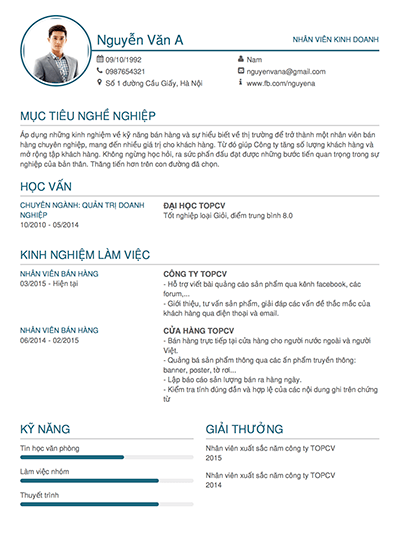 Nguyễn Văn A
NHÂN VIÊN KINH DOANH
09/10/1992
Nam
0987654321
nguyenvana@gmail.com
Số 1 đường Cầu Giấy, Hà Nội
www.fb.com/nguyena
MỤC TIÊU NGHỀ NGHIỆP
Áp dụng những kinh nghiệm về kỹ năng bán hàng và sự hiểu biết về thị trường để trở thành một nhân viên bán
hàng chuyên nghiệp, mang đến nhiều giá trị cho khách hàng. Từ đó giúp Công ty tăng số lượng khách hàng và
mở rộng tập khách hàng. Không ngừng học hỏi, ra sức phấn đấu đạt được những bước tiến quan trọng trong sự
nghiệp của bản thân. Thăng tiến hơn trên con đường đã chọn.
HỌC VẤN
CHUYÊN NGÀNH: QUẢN TRỊ DOANH
NGHIỆP
10/2010 - 05/2014
ĐẠI HỌC TOPCV
Tốt nghiệp loại Giỏi, điểm trung bình 8.0
KINH NGHIỆM LÀM VIỆC
NHÂN VIÊN BÁN HÀNG
03/2015 - Hiện tại
CÔNG TY TOPCV
- Hỗ trợ viết bài quảng cáo sản phẩm qua kênh facebook, các
forum,...
- Giới thiệu, tư vấn sản phẩm, giải đáp các vấn đề thắc mắc của
khách hàng qua điện thoại và email.
NHÂN VIÊN BÁN HÀNG
06/2014 - 02/2015
CỬA HÀNG TOPCV
- Bán hàng trực tiếp tại cửa hàng cho người nước ngoài và người
Việt.
- Quảng bá sản phẩm thông qua các ấn phẩm truyền thông:
banner, poster, tờ rơi...
- Lập báo cáo sản lượng bán ra hàng ngày.
- Kiểm tra tính đúng đắn và hợp lệ của các nội dung ghi trên chứng
từ
KỸ NĂNG
Tin học văn phòng
Làm việc nhóm
Thuyết trình
GIẢI THƯỞNG
Nhân viên xuất sắc năm công ty TOPCV
2015
Nhân viên xuất sắc năm công ty TOPCV
2014